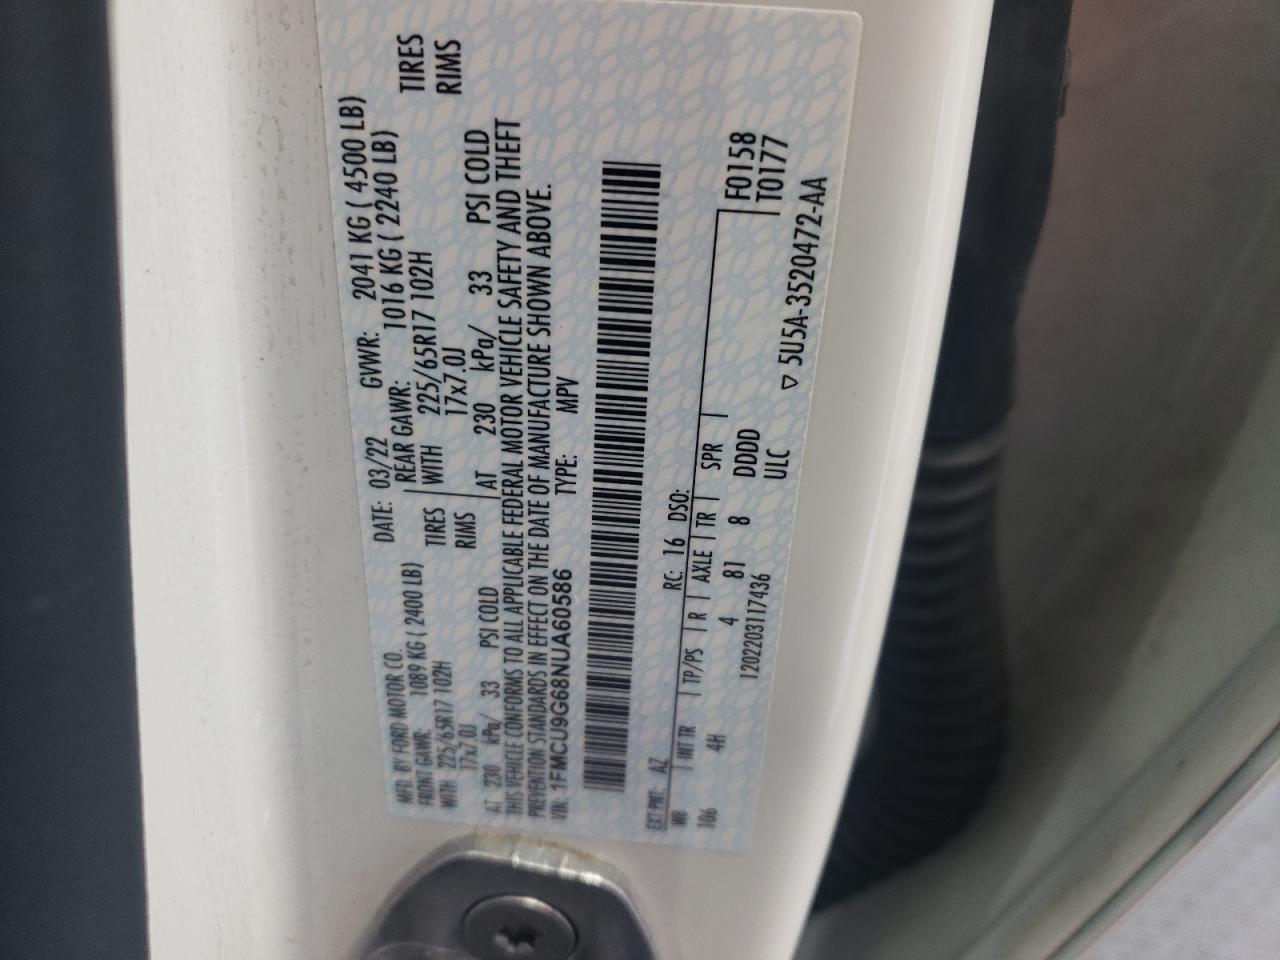 MFD. BY FORD MOTOR CO. DATE: 03/22 GVWR: 2041 KG ( 4500 LB)
FRONT GAWR: 1089 KG ( 2400 LB) REAR GAWR: 1016 KG ( 2240 LB)
WITH 225/65R17 102H TIRES WITH 225/65R17 102H TIRES
17x7.0J RIMS 17x7.0J RIMS
AT 230 kPa/ 33 PSI COLD AT 230 kPa/ 33 PSI COLD
THIS VEHICLE CONFORMS TO ALL APPLICABLE FEDERAL MOTOR VEHICLE SAFETY AND THEFT
PREVENTION STANDARDS IN EFFECT ON THE DATE OF MANUFACTURE SHOWN ABOVE.
VIN: 1FMCU9G68NUA60586 TYPE: MPV
EXT PNT: AZ RC: 16 DSO:
WB INT TR TP/PS R AXLE TR SPR F0158
106 4H 4 81 8 DDDD T0177
1202203117436 ULC
▽ 5U5A-3520472-AA